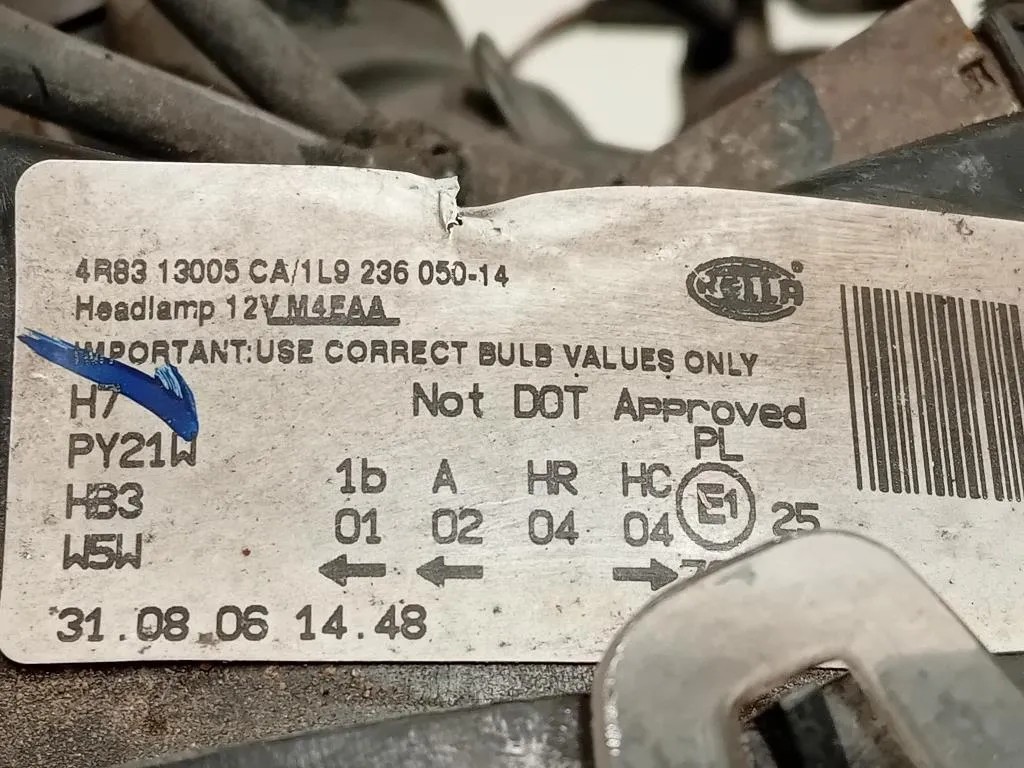 4R83 13005 CA/1L9 236 050-14
HELLA®
Headlamp 12V M4EAA
IMPORTANT:USE CORRECT BULB VALUES ONLY
H7 Not DOT Approved
PY21W PL
1b A HR HC E1
HB3 01 02 04 04 25
W5W ← ← →
31.08.06 14.48